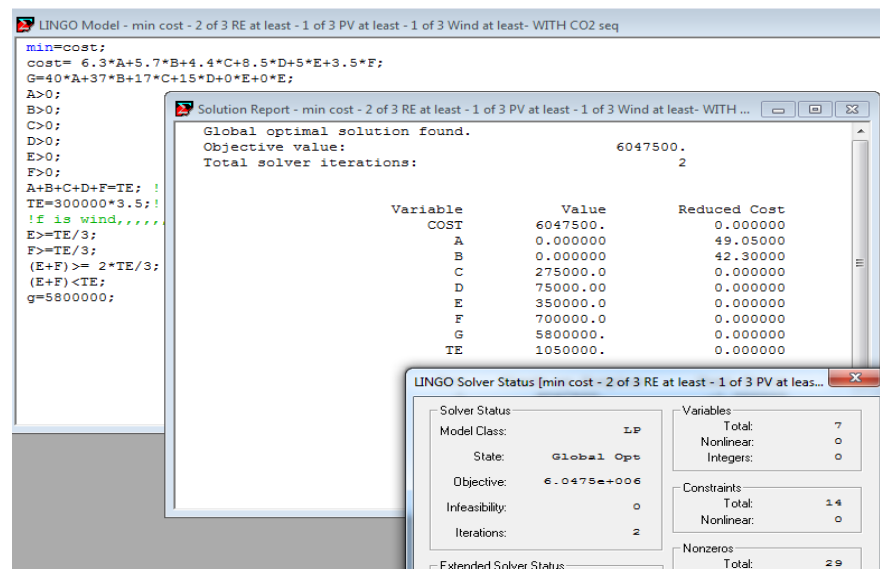 LINGO Model - min cost - 2 of 3 RE at least - 1 of 3 PV at least - 1 of 3 Wind at least- WITH CO2 seq
min=cost;
cost= 6.3*A+5.7*B+4.4*C+8.5*D+5*E+3.5*F;
G=40*A+37*B+17*C+15*D+0*E+0*E;
A>0;
B>0;
C>0;
D>0;
E>0;
F>0;
A+B+C+D+F=TE; !
TE=300000*3.5;!
!f is wind,,,,,
E>=TE/3;
F>=TE/3;
(E+F)>= 2*TE/3;
(E+F)<TE;
g=5800000;
Solution Report - min cost - 2 of 3 RE at least - 1 of 3 PV at least - 1 of 3 Wind at least- WITH ...
Global optimal solution found.
Objective value: 6047500.
Total solver iterations: 2
Variable Value Reduced Cost
COST 6047500. 0.000000
A 0.000000 49.05000
B 0.000000 42.30000
C 275000.0 0.000000
D 75000.00 0.000000
E 350000.0 0.000000
F 700000.0 0.000000
G 5800000. 0.000000
TE 1050000. 0.000000
LINGO Solver Status [min cost - 2 of 3 RE at least - 1 of 3 PV at leas...
Solver Status
Model Class: LP
State: Global Opt
Objective: 6.0475e+006
Infeasibility: 0
Iterations: 2
Extended Solver Status
Variables
Total: 7
Nonlinear: 0
Integers: 0
Constraints
Total: 14
Nonlinear: 0
Nonzeros
Total: 29